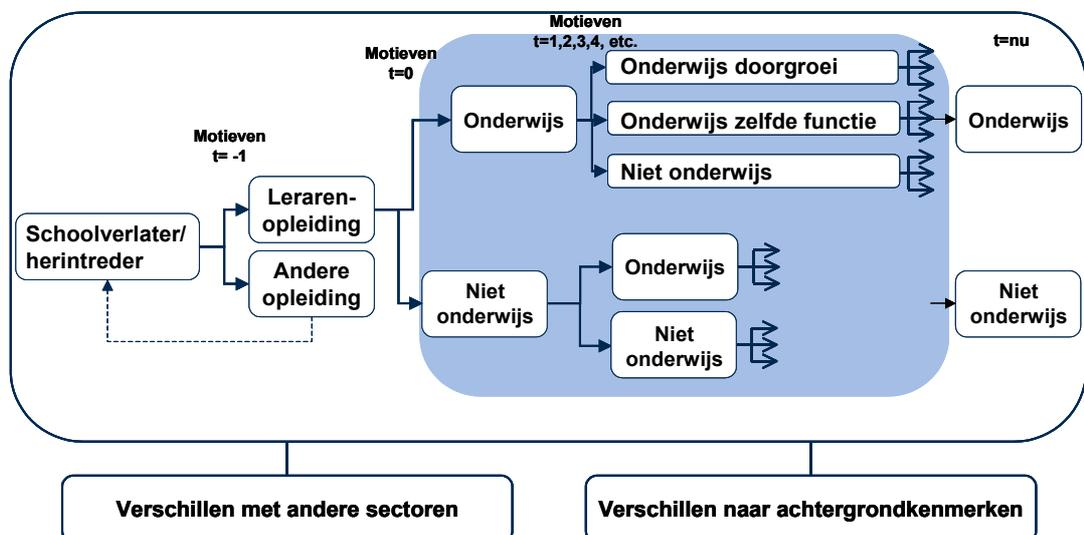 Motieven
t=1,2,3,4, etc.
Motieven
t=0
t=nu
Onderwijs doorgroei
Onderwijs
Onderwijs zelfde functie
Onderwijs
Niet onderwijs
Motieven
t= -1
Leraren-
opleiding
Schoolverlater/
herintreder
Andere
opleiding
Onderwijs
Niet
onderwijs
Niet
onderwijs
Niet
onderwijs
Verschillen met andere sectoren
Verschillen naar achtergrondkenmerken